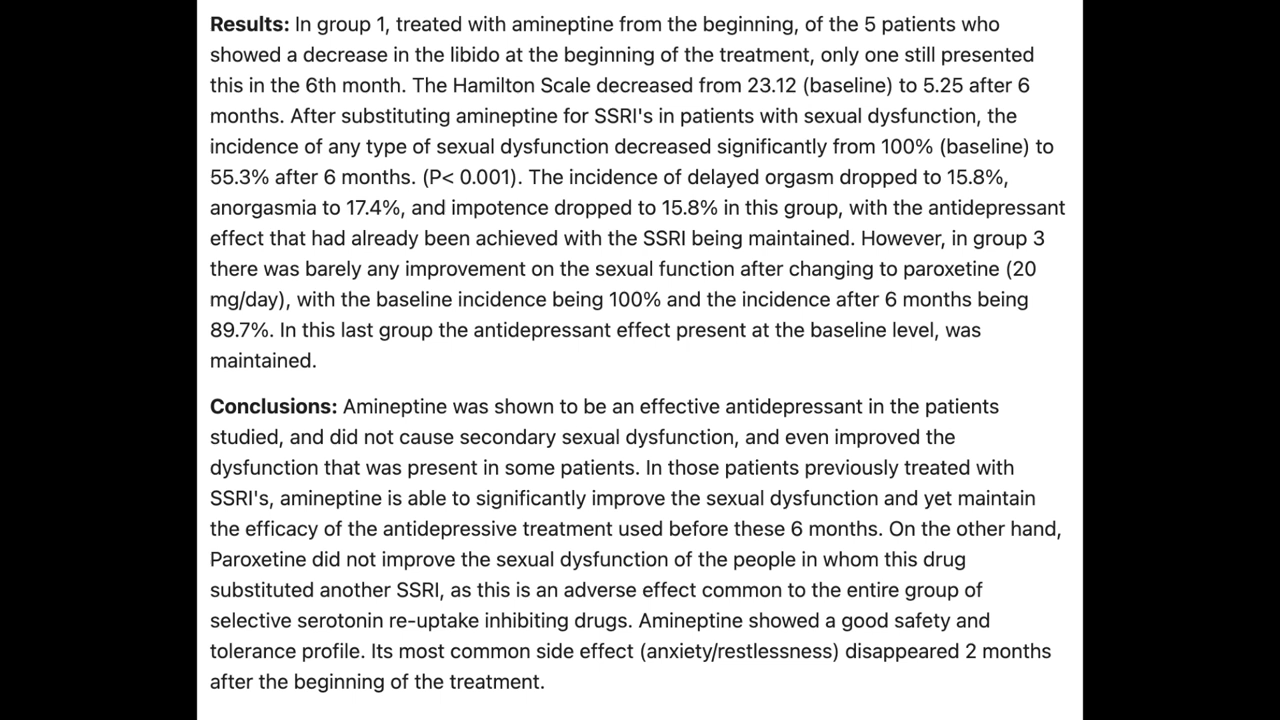 Results: In group 1, treated with amineptine from the beginning, of the 5 patients who
showed a decrease in the libido at the beginning of the treatment, only one still presented
this in the 6th month. The Hamilton Scale decreased from 23.12 (baseline) to 5.25 after 6
months. After substituting amineptine for SSRI's in patients with sexual dysfunction, the
incidence of any type of sexual dysfunction decreased significantly from 100% (baseline) to
55.3% after 6 months. (P< 0.001). The incidence of delayed orgasm dropped to 15.8%,
anorgasmia to 17.4%, and impotence dropped to 15.8% in this group, with the antidepressant
effect that had already been achieved with the SSRI being maintained. However, in group 3
there was barely any improvement on the sexual function after changing to paroxetine (20
mg/day), with the baseline incidence being 100% and the incidence after 6 months being
89.7%. In this last group the antidepressant effect present at the baseline level, was
maintained.
Conclusions: Amineptine was shown to be an effective antidepressant in the patients
studied, and did not cause secondary sexual dysfunction, and even improved the
dysfunction that was present in some patients. In those patients previously treated with
SSRI's, amineptine is able to significantly improve the sexual dysfunction and yet maintain
the efficacy of the antidepressive treatment used before these 6 months. On the other hand,
Paroxetine did not improve the sexual dysfunction of the people in whom this drug
substituted another SSRI, as this is an adverse effect common to the entire group of
selective serotonin re-uptake inhibiting drugs. Amineptine showed a good safety and
tolerance profile. Its most common side effect (anxiety/restlessness) disappeared 2 months
after the beginning of the treatment.